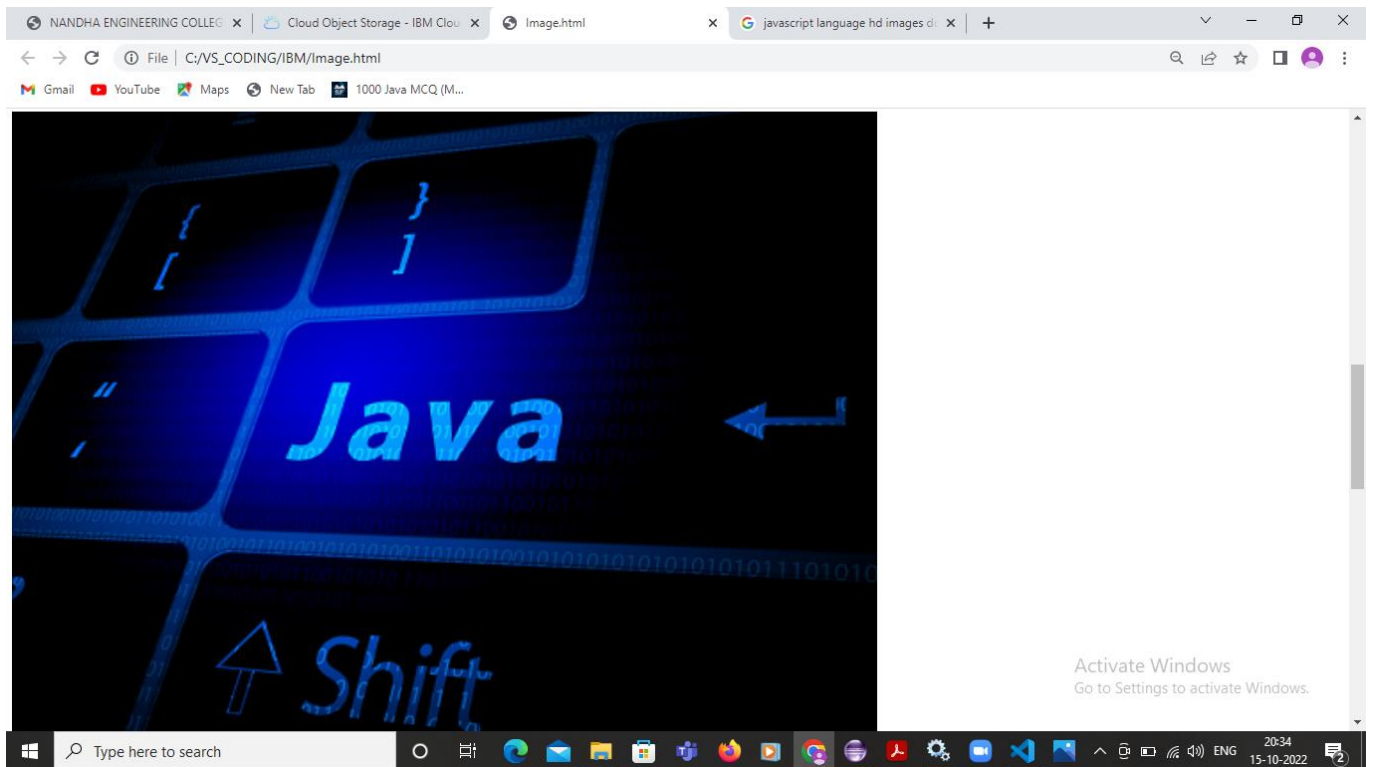 NANDHA ENGINEERING COLLEG
Cloud Object Storage - IBM Clou
Image.html
javascript language hd images d
File
C:/VS_CODING/IBM/Image.html
Gmail
YouTube
Maps
New Tab
1000 Java MCQ (M...
{
[
}
]
"
'
Java
Shift
Activate Windows
Go to Settings to activate Windows.
Type here to search
ENG
20:34
15-10-2022
2